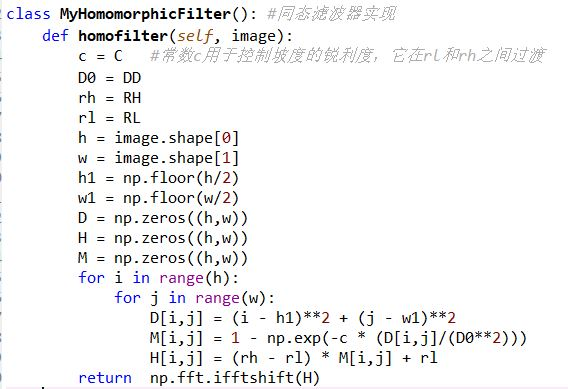 class MyHomomorphicFilter(): #同态滤波器实现
    def homofilter(self, image):
        c = C   #常数c用于控制坡度的锐利度，它在rl和rh之间过渡
        D0 = DD
        rh = RH
        rl = RL
        h = image.shape[0]
        w = image.shape[1]
        h1 = np.floor(h/2)
        w1 = np.floor(w/2)
        D = np.zeros((h,w))
        H = np.zeros((h,w))
        M = np.zeros((h,w))
        for i in range(h):
            for j in range(w):
                D[i,j] = (i - h1)**2 + (j - w1)**2
                M[i,j] = 1 - np.exp(-c * (D[i,j]/(D0**2)))
                H[i,j] = (rh - rl) * M[i,j] + rl
        return  np.fft.ifftshift(H)